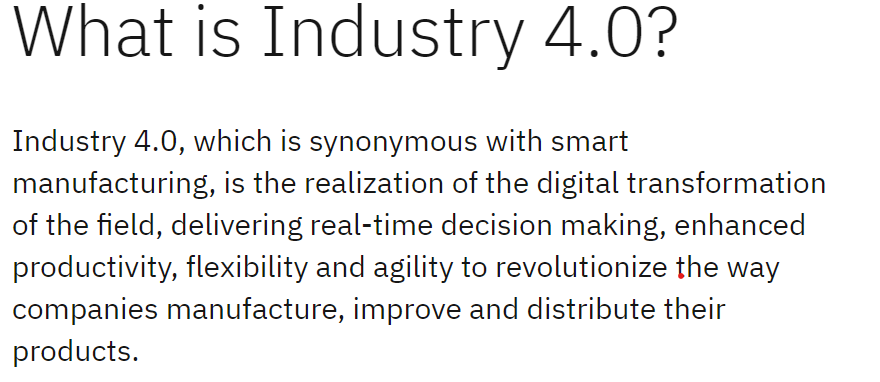 What is Industry 4.0?
Industry 4.0, which is synonymous with smart
manufacturing, is the realization of the digital transformation
of the field, delivering real-time decision making, enhanced
productivity, flexibility and agility to revolutionize the way
companies manufacture, improve and distribute their
products.